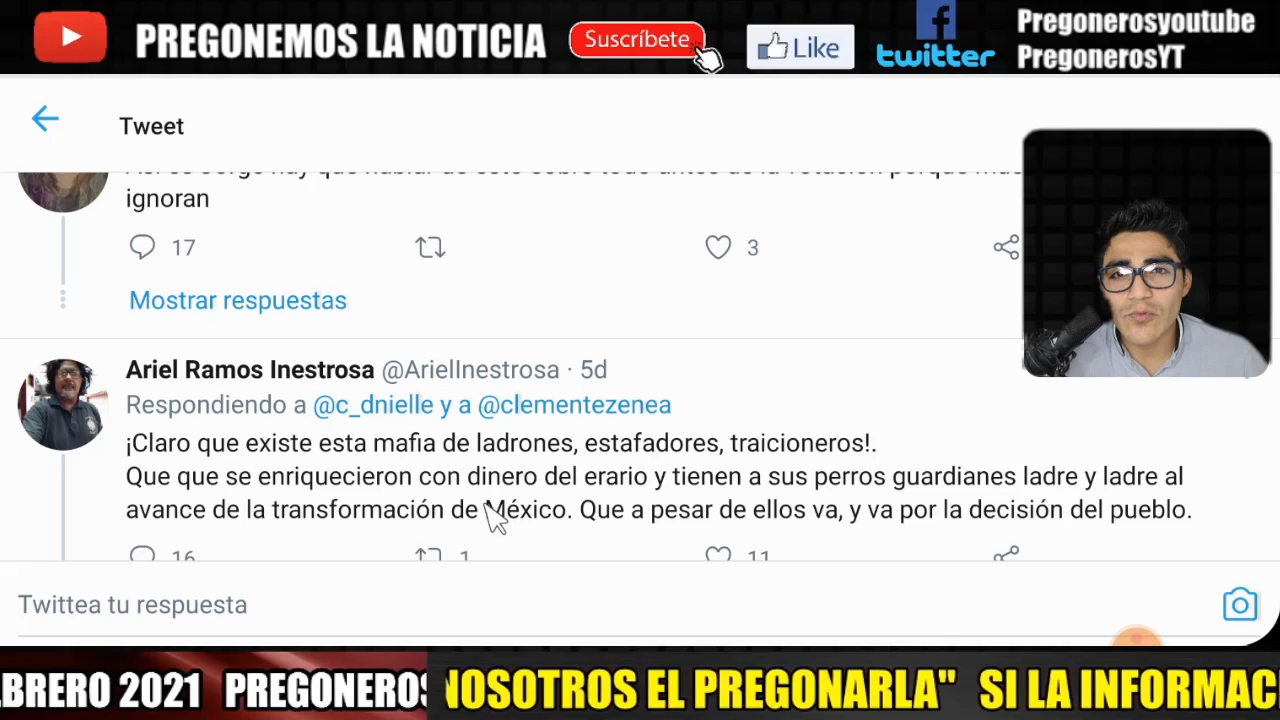 PREGONEMOS LA NOTICIA
Suscríbete
Like
twitter
Pregonerosyoutube
PregonerosYT
Tweet
ignoran
17
3
Mostrar respuestas
Ariel Ramos Inestrosa @ArielInestrosa · 5d
Respondiendo a @c_dnielle y a @clementezenea
¡Claro que existe esta mafia de ladrones, estafadores, traicioneros!.
Que que se enriquecieron con dinero del erario y tienen a sus perros guardianes ladre y ladre al
avance de la transformación de México. Que a pesar de ellos va, y va por la decisión del pueblo.
16
1
11
Twittea tu respuesta
BRERO 2021 PREGONEROS
NOSOTROS EL PREGONARLA" SI LA INFORMAC